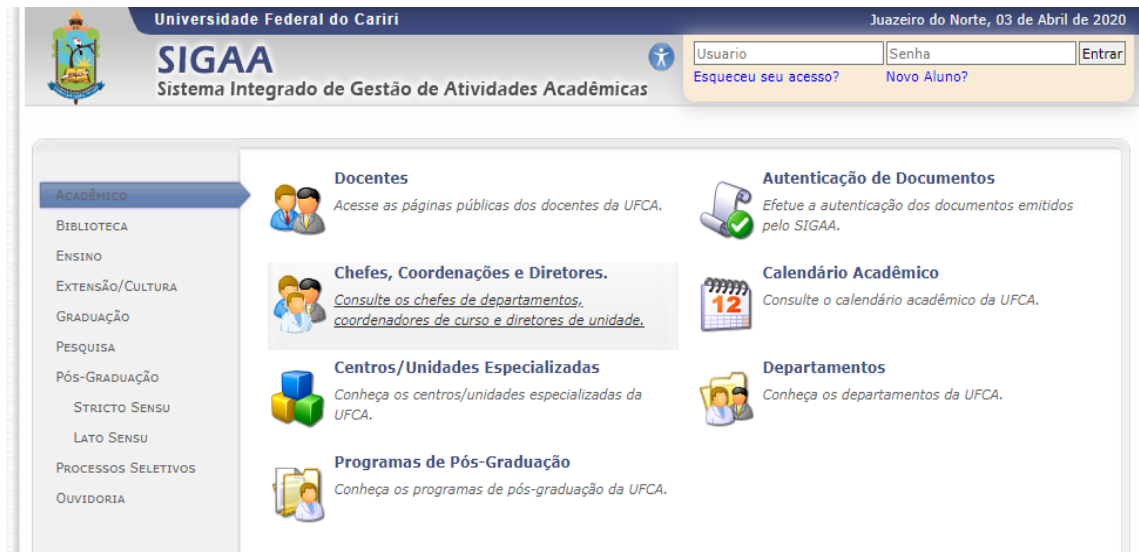 Universidade Federal do Cariri
Juazeiro do Norte, 03 de Abril de 2020
SIGAA
Sistema Integrado de Gestão de Atividades Acadêmicas
Usuario
Senha
Entrar
Esqueceu seu acesso?
Novo Aluno?
Acadêmico
Biblioteca
Ensino
Extensão/Cultura
Graduação
Pesquisa
Pós-Graduação
Stricto Sensu
Lato Sensu
Processos Seletivos
Ouvidoria
Docentes
Acesse as páginas públicas dos docentes da UFCA.
Autenticação de Documentos
Efetue a autenticação dos documentos emitidos
pelo SIGAA.
Chefes, Coordenações e Diretores.
Consulte os chefes de departamentos,
coordenadores de curso e diretores de unidade.
12
Calendário Acadêmico
Consulte o calendário acadêmico da UFCA.
Centros/Unidades Especializadas
Conheça os centros/unidades especializadas da
UFCA.
Departamentos
Conheça os departamentos da UFCA.
Programas de Pós-Graduação
Conheça os programas de pós-graduação da UFCA.